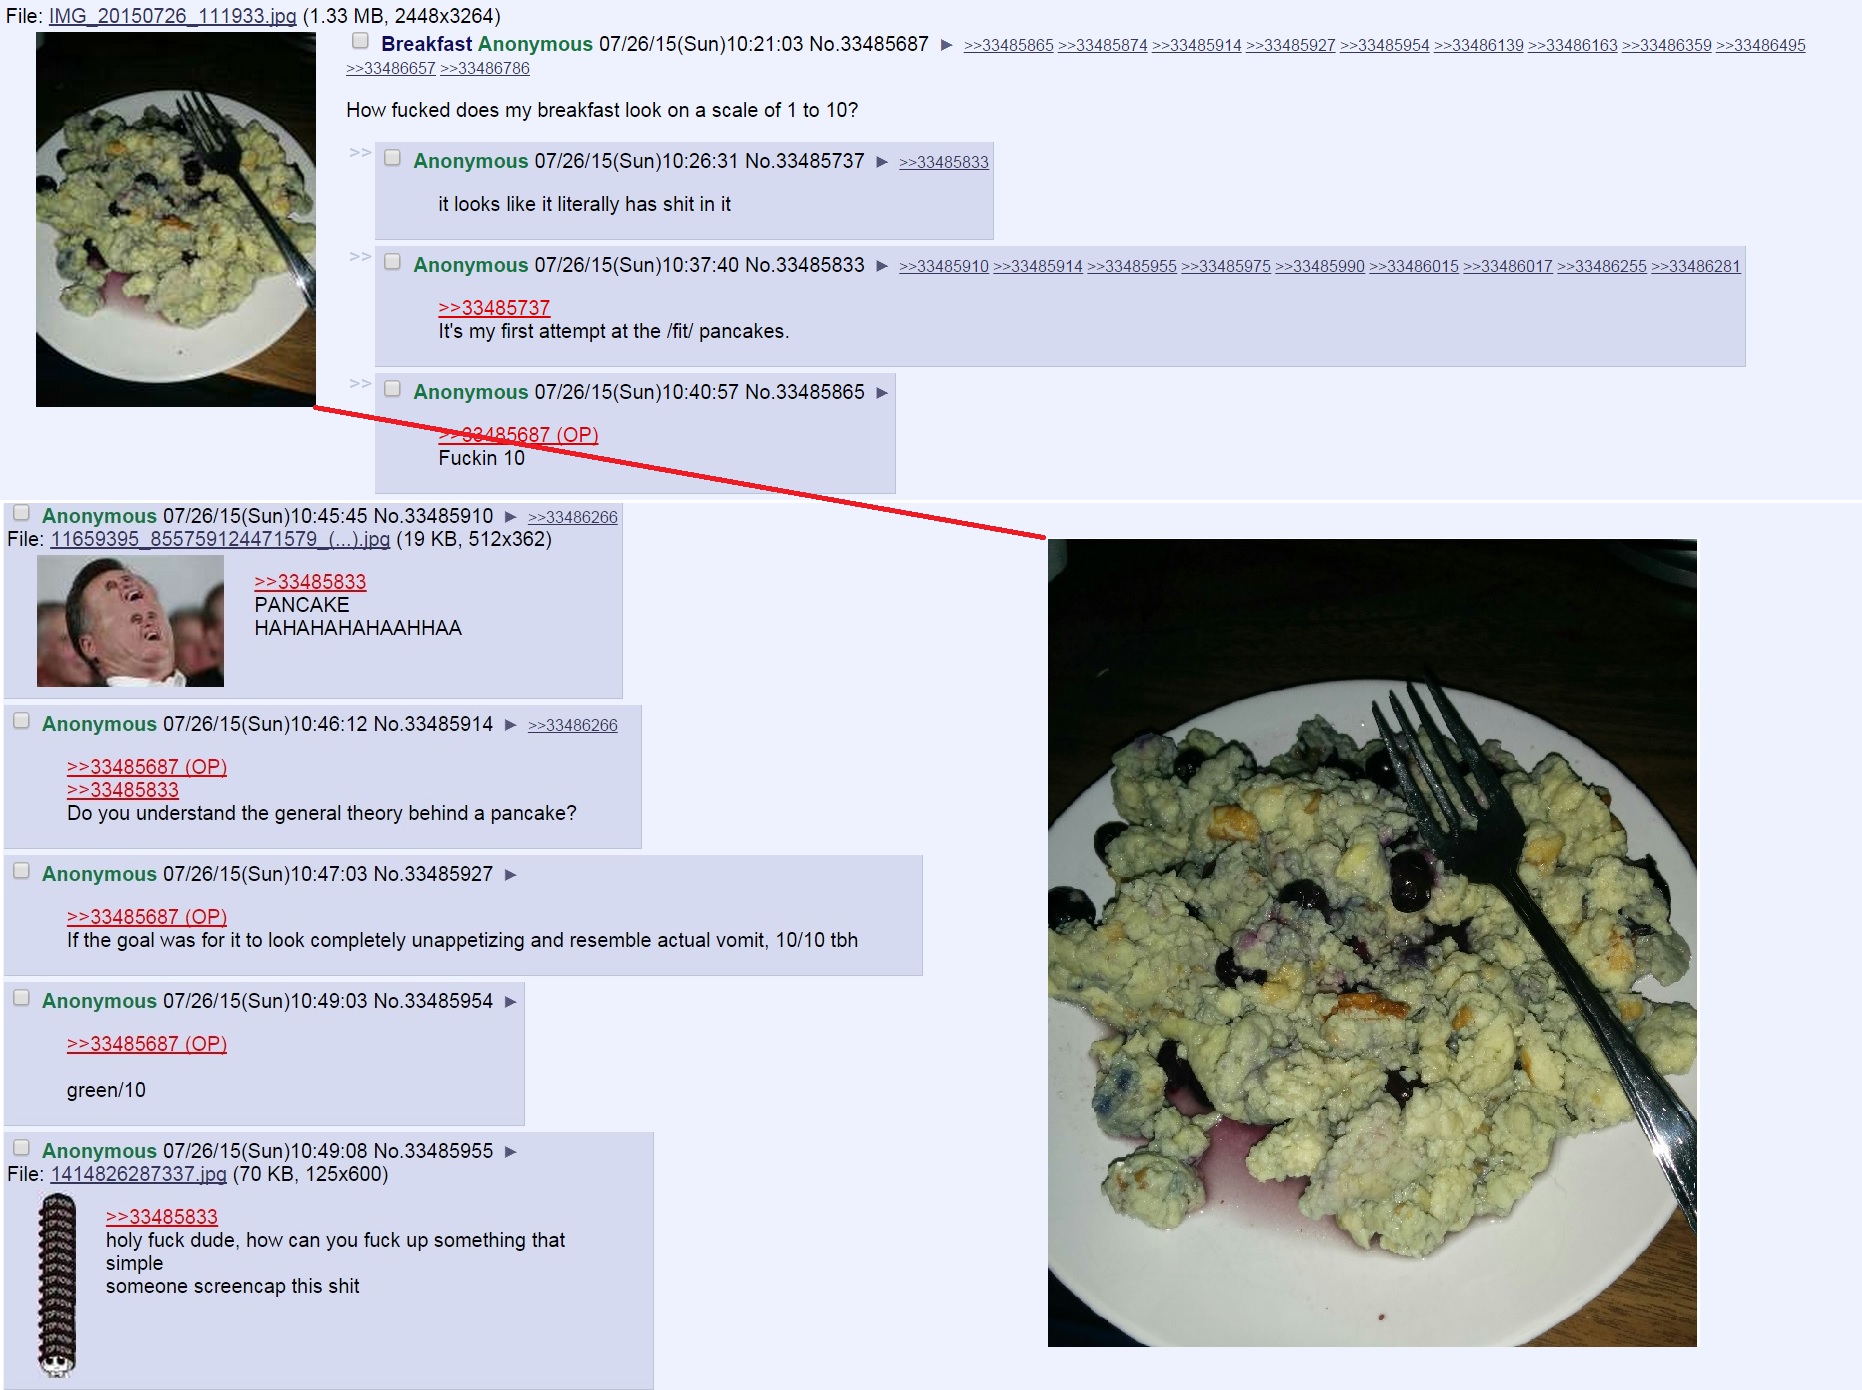 File: IMG_20150726_111933.jpg (1.33 MB, 2448x3264)
Breakfast Anonymous 07/26/15(Sun)10:21:03 No.33485687 ▶ >>33485865 >>33485874 >>33485914 >>33485927 >>33485954 >>33486139 >>33486163 >>33486359 >>33486495
>>33486657 >>33486786
How fucked does my breakfast look on a scale of 1 to 10?
>> Anonymous 07/26/15(Sun)10:26:31 No.33485737 ▶ >>33485833
it looks like it literally has shit in it
>> Anonymous 07/26/15(Sun)10:37:40 No.33485833 ▶ >>33485910 >>33485914 >>33485955 >>33485975 >>33485990 >>33486015 >>33486017 >>33486255 >>33486281
>>33485737
It's my first attempt at the /fit/ pancakes.
>> Anonymous 07/26/15(Sun)10:40:57 No.33485865 ▶
>>33485687 (OP)
Fuckin 10
Anonymous 07/26/15(Sun)10:45:45 No.33485910 ▶ >>33486266
File: 11659395_855759124471579_(...).jpg (19 KB, 512x362)
>>33485833
PANCAKE
HAHAHAHAHAAHHAA
Anonymous 07/26/15(Sun)10:46:12 No.33485914 ▶ >>33486266
>>33485687 (OP)
>>33485833
Do you understand the general theory behind a pancake?
Anonymous 07/26/15(Sun)10:47:03 No.33485927 ▶
>>33485687 (OP)
If the goal was for it to look completely unappetizing and resemble actual vomit, 10/10 tbh
Anonymous 07/26/15(Sun)10:49:03 No.33485954 ▶
>>33485687 (OP)
green/10
Anonymous 07/26/15(Sun)10:49:08 No.33485955 ▶
File: 1414826287337.jpg (70 KB, 125x600)
>>33485833
holy fuck dude, how can you fuck up something that
simple
someone screencap this shit